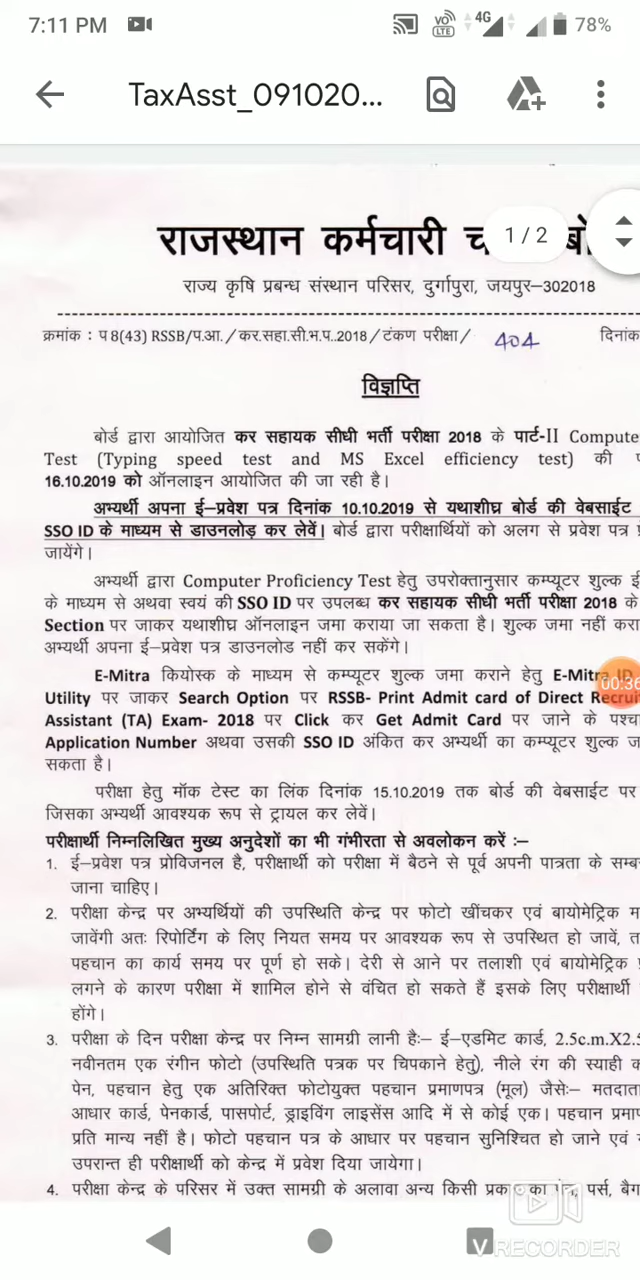 7:11 PM
VO LTE 4G 78%
TaxAsst_091020...
राजस्थान कर्मचारी च
1 / 2
राज्य कृषि प्रबन्ध संस्थान परिसर, दुर्गापुरा, जयपुर–302018
क्रमांक : प 8(43) RSSB/प.आ./कर.सहा.सी.भ.प..2018/टंकण परीक्षा/ 404 दिनांक
विज्ञप्ति
बोर्ड द्वारा आयोजित कर सहायक सीधी भर्ती परीक्षा 2018 के पार्ट-II Compute
Test (Typing speed test and MS Excel efficiency test) की
16.10.2019 को ऑनलाइन आयोजित की जा रही है।
अभ्यर्थी अपना ई–प्रवेश पत्र दिनांक 10.10.2019 से यथाशीघ्र बोर्ड की वेबसाईट
SSO ID के माध्यम से डाउनलोड़ कर लेवें। बोर्ड द्वारा परीक्षार्थियों को अलग से प्रवेश पत्र
जायेंगे।
अभ्यर्थी द्वारा Computer Proficiency Test हेतु उपरोक्तानुसार कम्प्यूटर शुल्क ई
के माध्यम से अथवा स्वयं की SSO ID पर उपलब्ध कर सहायक सीधी भर्ती परीक्षा 2018 के
Section पर जाकर यथाशीघ्र ऑनलाइन जमा कराया जा सकता है। शुल्क जमा नहीं करा
अभ्यर्थी अपना ई–प्रवेश पत्र डाउनलोड नहीं कर सकेंगे।
E-Mitra कियोस्क के माध्यम से कम्प्यूटर शुल्क जमा कराने हेतु E-Mitra ID
00:36
Utility पर जाकर Search Option पर RSSB- Print Admit card of Direct Recrui
Assistant (TA) Exam- 2018 पर Click कर Get Admit Card पर जाने के पश्चा
Application Number अथवा उसकी SSO ID अंकित कर अभ्यर्थी का कम्प्यूटर शुल्क ज
सकता है।
परीक्षा हेतु मॉक टेस्ट का लिंक दिनांक 15.10.2019 तक बोर्ड की वेबसाईट पर
जिसका अभ्यर्थी आवश्यक रूप से ट्रायल कर लेवें।
परीक्षार्थी निम्नलिखित मुख्य अनुदेशों का भी गंभीरता से अवलोकन करें :–
1. ई–प्रवेश पत्र प्रोविजनल है, परीक्षार्थी को परीक्षा में बैठने से पूर्व अपनी पात्रता के सम्ब
जाना चाहिए।
2. परीक्षा केन्द्र पर अभ्यर्थियों की उपस्थिति केन्द्र पर फोटो खींचकर एवं बायोमेट्रिक म
जावेंगी अतः रिपोर्टिंग के लिए नियत समय पर आवश्यक रूप से उपस्थित हो जावें, त
पहचान का कार्य समय पर पूर्ण हो सके। देरी से आने पर तलाशी एवं बायोमेट्रिक
लगने के कारण परीक्षा में शामिल होने से वंचित हो सकते हैं इसके लिए परीक्षार्थी
होंगे।
3. परीक्षा के दिन परीक्षा केन्द्र पर निम्न सामग्री लानी हैः– ई–एडमिट कार्ड, 2.5c.m.X2.5
नवीनतम एक रंगीन फोटो (उपस्थिति पत्रक पर चिपकाने हेतु), नीले रंग की स्याही क
पेन, पहचान हेतु एक अतिरिक्त फोटोयुक्त पहचान प्रमाणपत्र (मूल) जैसेः– मतदाता
आधार कार्ड, पेनकार्ड, पासपोर्ट, ड्राइविंग लाइसेंस आदि में से कोई एक। पहचान प्रमा
प्रति मान्य नहीं है। फोटो पहचान पत्र के आधार पर पहचान सुनिश्चित हो जाने एवं
उपरान्त ही परीक्षार्थी को केन्द्र में प्रवेश दिया जायेगा।
4. परीक्षा केन्द्र के परिसर में उक्त सामग्री के अलावा अन्य किसी प्रकार का पर्स, बैग
V RECORDER